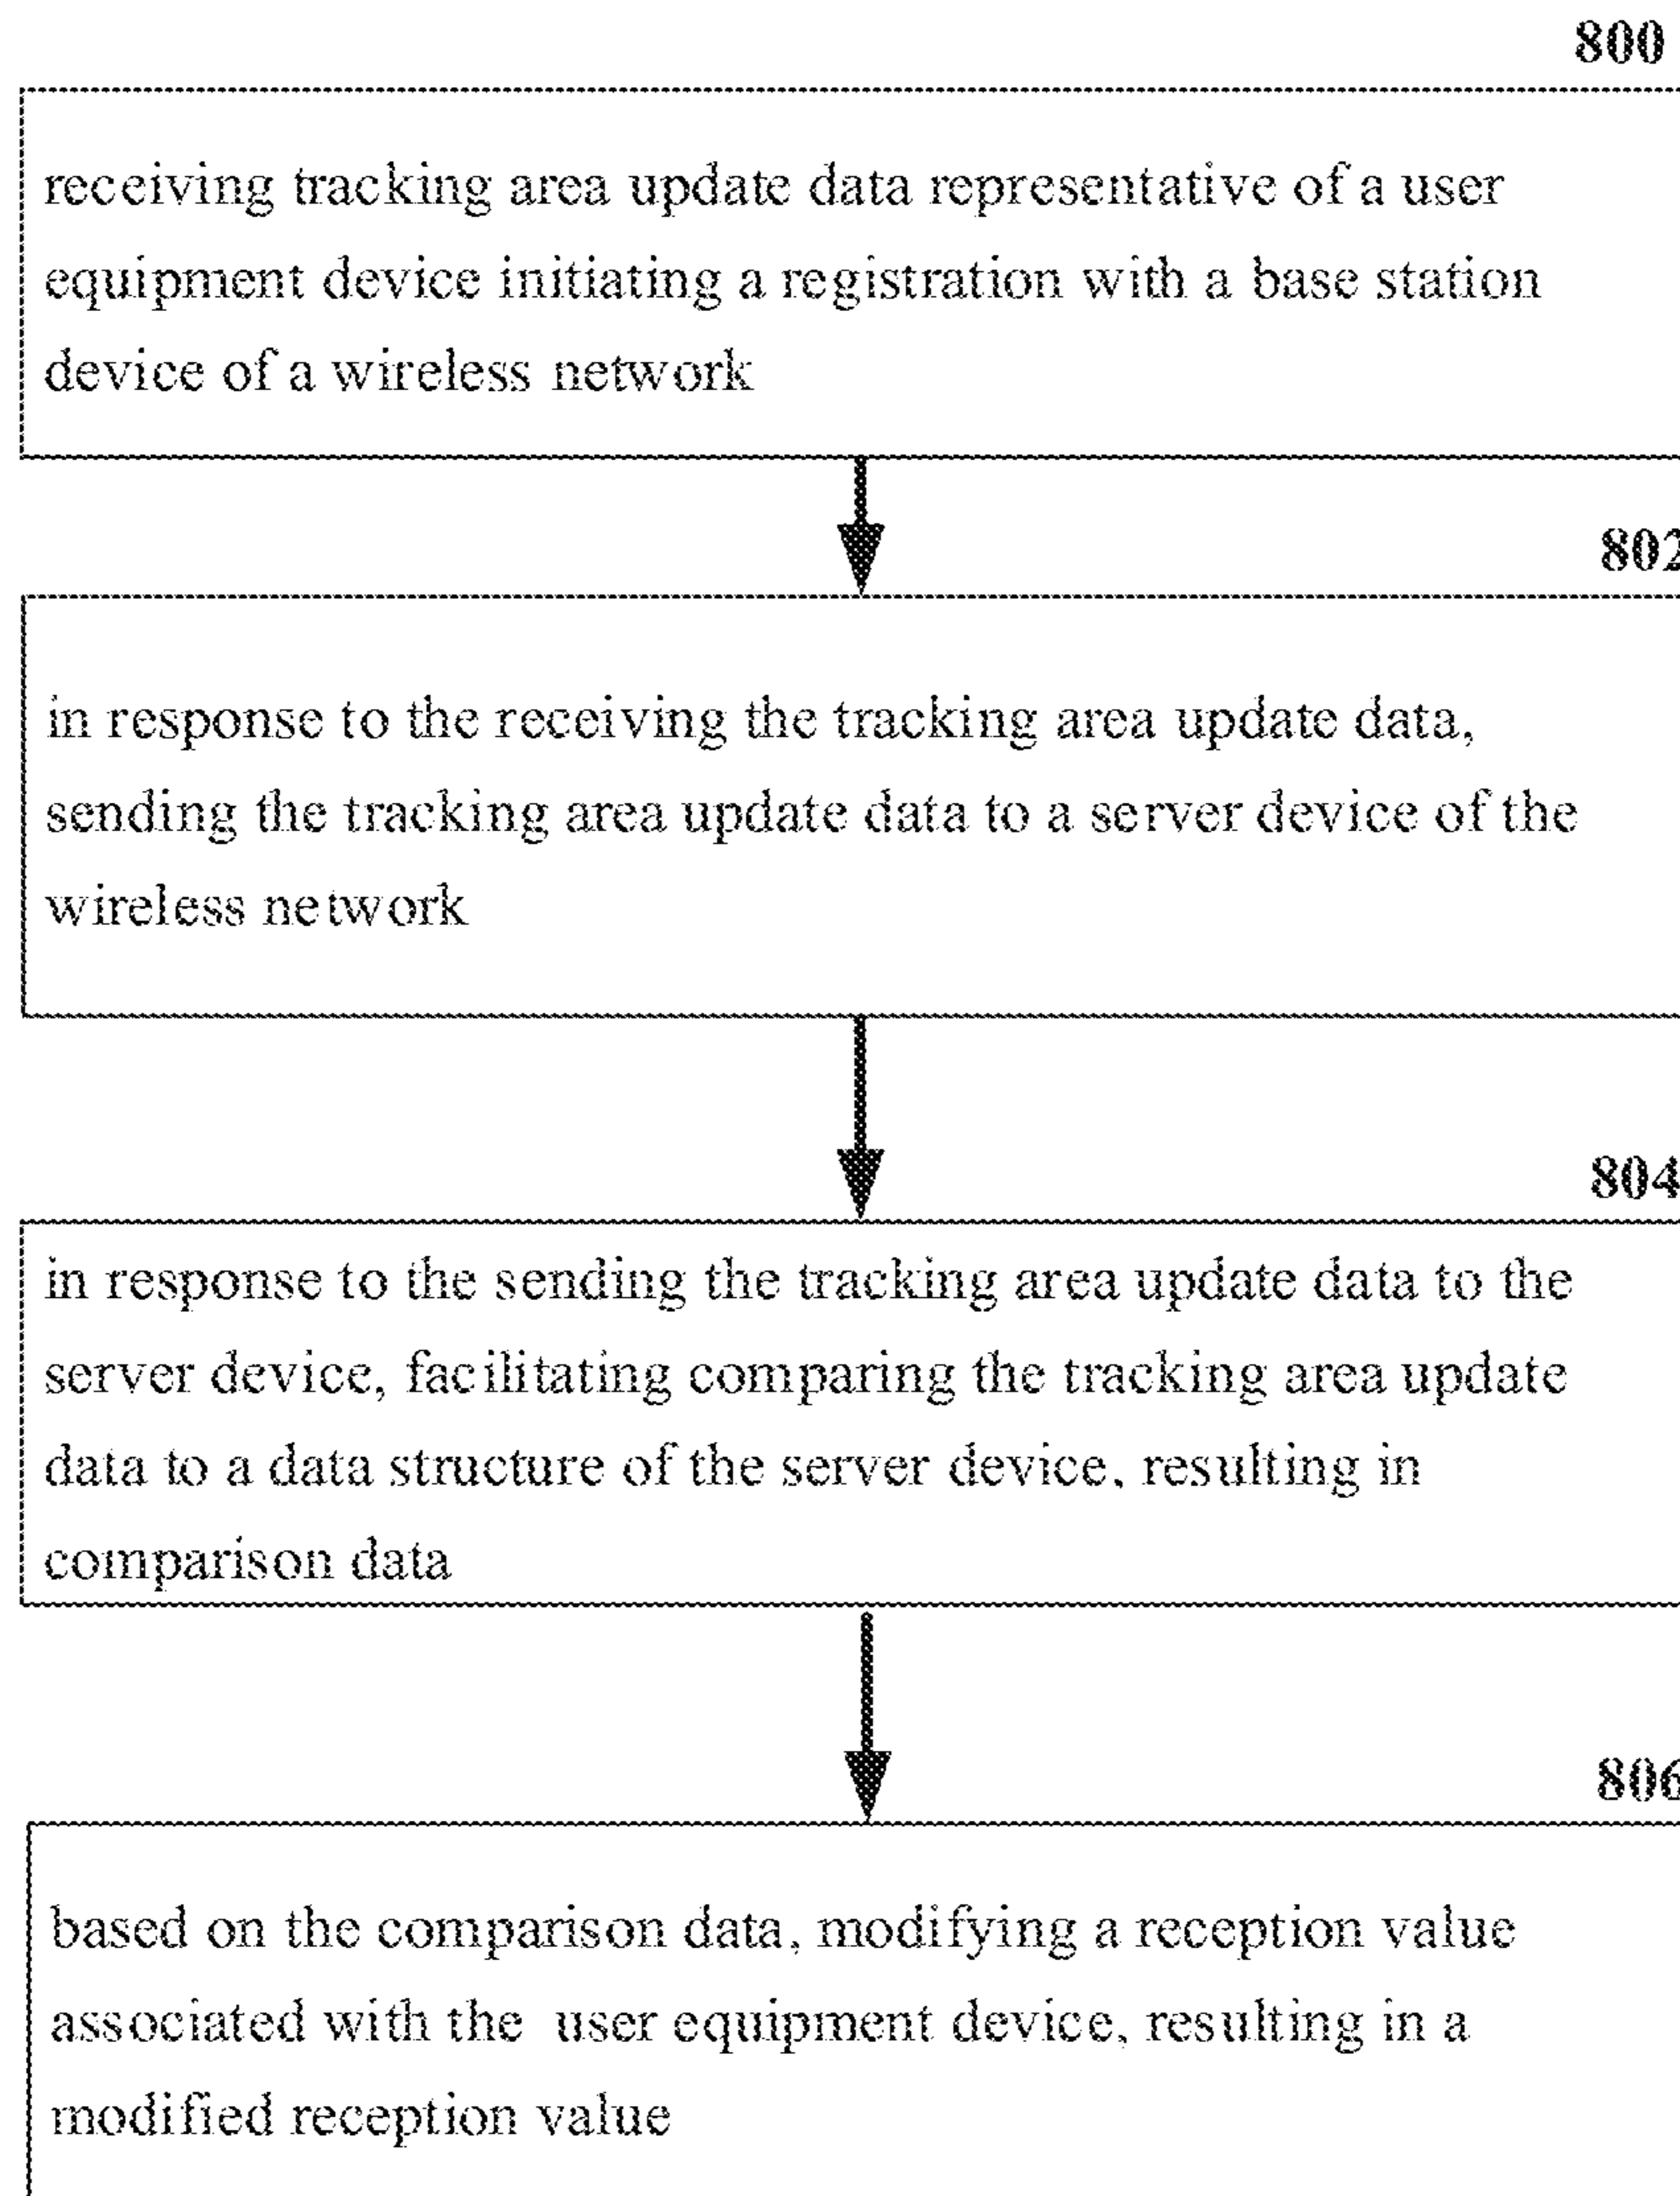 800
receiving tracking area update data representative of a user
equipment device initiating a registration with a base station
device of a wireless network
802
in response to the receiving the tracking area update data,
sending the tracking area update data to a server device of the
wireless network
804
in response to the sending the tracking area update data to the
server device, facilitating comparing the tracking area update
data to a data structure of the server device, resulting in
comparison data
806
based on the comparison data, modifying a reception value
associated with the user equipment device, resulting in a
modified reception value